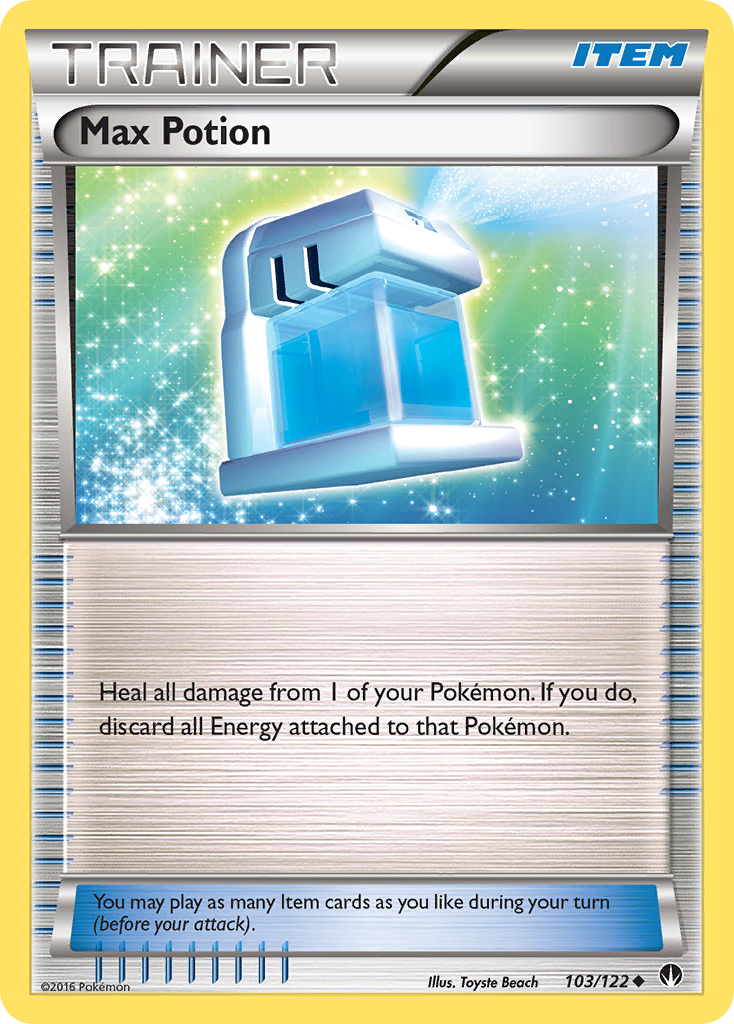 TRAINER
ITEM
Max Potion
Heal all damage from 1 of your Pokémon. If you do,
discard all Energy attached to that Pokémon.
You may play as many Item cards as you like during your turn
(before your attack).
©2016 Pokémon
Illus. Toyste Beach
103/122